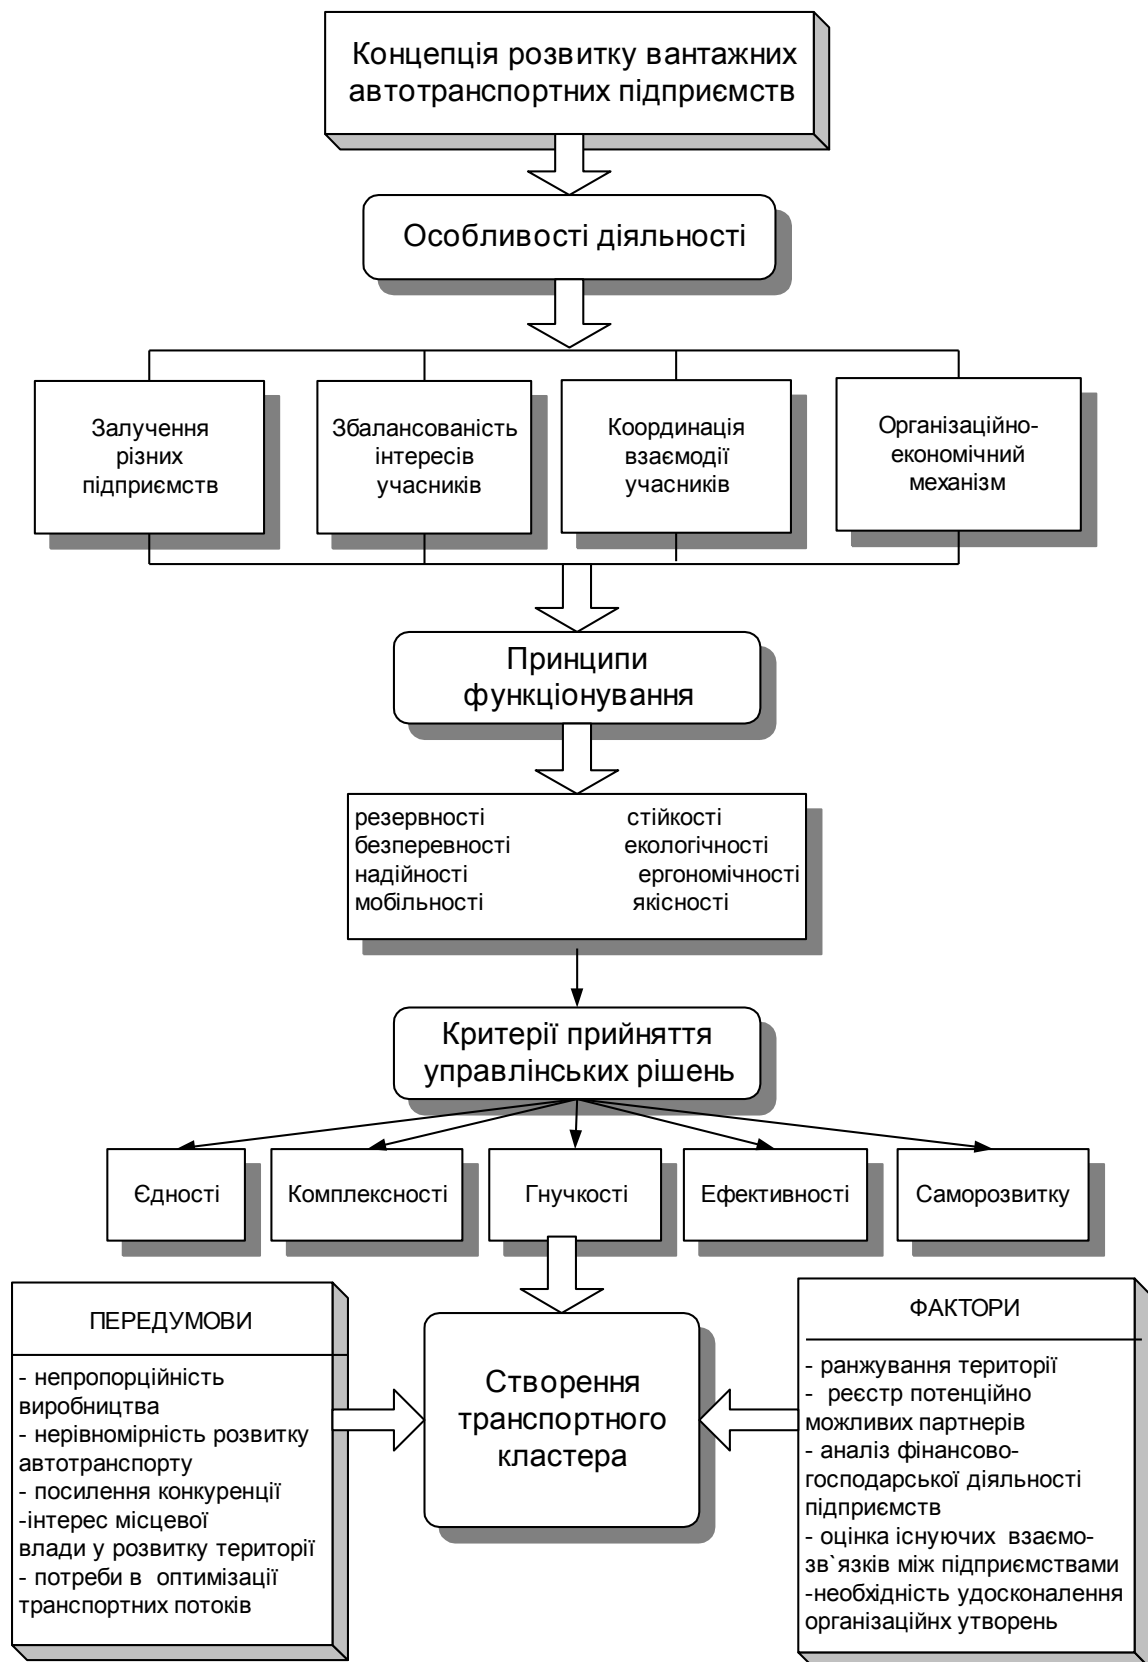 Концепція розвитку вантажних
автотранспортних підприємств
Особливості діяльності
Залучення
різних
підприємств
Збалансованість
інтересів
учасників
Координація
взаємодії
учасників
Організаційно-
економічний
механізм
Принципи
функціонування
резервності стійкості
безперевності екологічності
надійності ергономічності
мобільності якісності
Критерії прийняття
управлінських рішень
Єдності
Комплексності
Гнучкості
Ефективності
Саморозвитку
ПЕРЕДУМОВИ
- непропорційність
виробництва
- нерівномірність розвитку
автотранспорту
- посилення конкуренції
-інтерес місцевої
влади у розвитку території
- потреби в оптимізації
транспортних потоків
Створення
транспортного
кластера
ФАКТОРИ
- ранжування території
- реєстр потенційно
можливих партнерів
- аналіз фінансово-
господарської діяльності
підприємств
- оцінка існуючих взаємо-
зв`язків між підприємствами
-необхідність удосконалення
організаційнх утворень